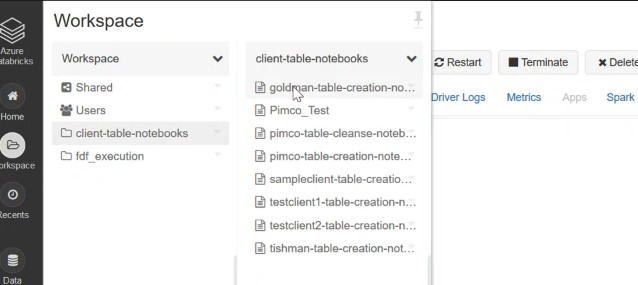 Workspace
Azure
Databricks
Home
Workspace
Recents
Data
Workspace
Shared
Users
client-table-notebooks
fdf_execution
client-table-notebooks
goldman-table-creation-no...
Pimco_Test
pimco-table-cleanse-noteb...
pimco-table-creation-note...
sampleclient-table-creatio...
testclient1-table-creation-n...
testclient2-table-creation-n...
tishman-table-creation-not...
Restart Terminate Delete
Driver Logs Metrics Apps Spark